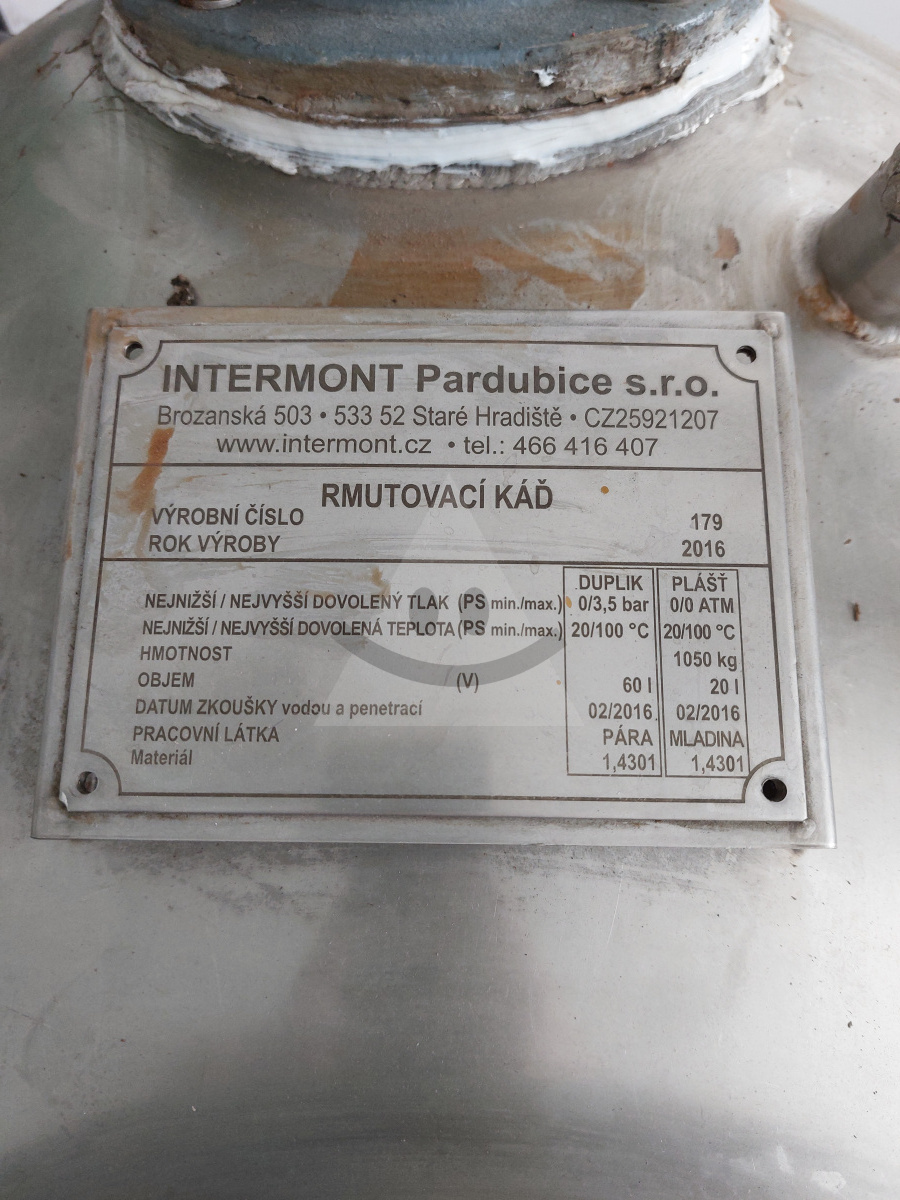 INTERMONT Pardubice s.r.o.
Brozanská 503 • 533 52 Staré Hradiště • CZ25921207
www.intermont.cz • tel.: 466 416 407
RMUTOVACÍ KÁĎ
VÝROBNÍ ČÍSLO 179
ROK VÝROBY 2016
DUPLIK PLÁŠŤ
NEJNIŽŠÍ / NEJVYŠŠÍ DOVOLENÝ TLAK (PS min./max.) 0/3,5 bar 0/0 ATM
NEJNIŽŠÍ / NEJVYŠŠÍ DOVOLENÁ TEPLOTA (PS min./max.) 20/100 °C 20/100 °C
HMOTNOST 1050 kg
OBJEM (V) 60 l 20 l
DATUM ZKOUŠKY vodou a penetrací 02/2016 02/2016
PRACOVNÍ LÁTKA PÁRA MLADINA
Materiál 1,4301 1,4301